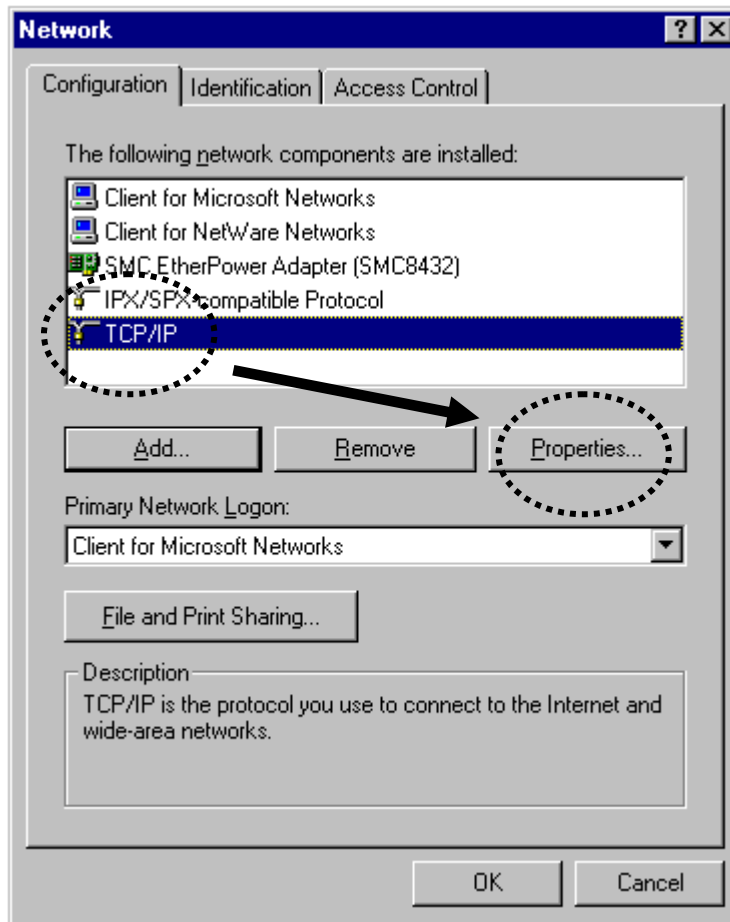 Network
Configuration Identification Access Control
The following network components are installed:
Client for Microsoft Networks
Client for NetWare Networks
SMC EtherPower Adapter (SMC8432)
IPX/SPX-compatible Protocol
TCP/IP
Add... Remove Properties...
Primary Network Logon:
Client for Microsoft Networks
File and Print Sharing...
Description
TCP/IP is the protocol you use to connect to the Internet and
wide-area networks.
OK Cancel